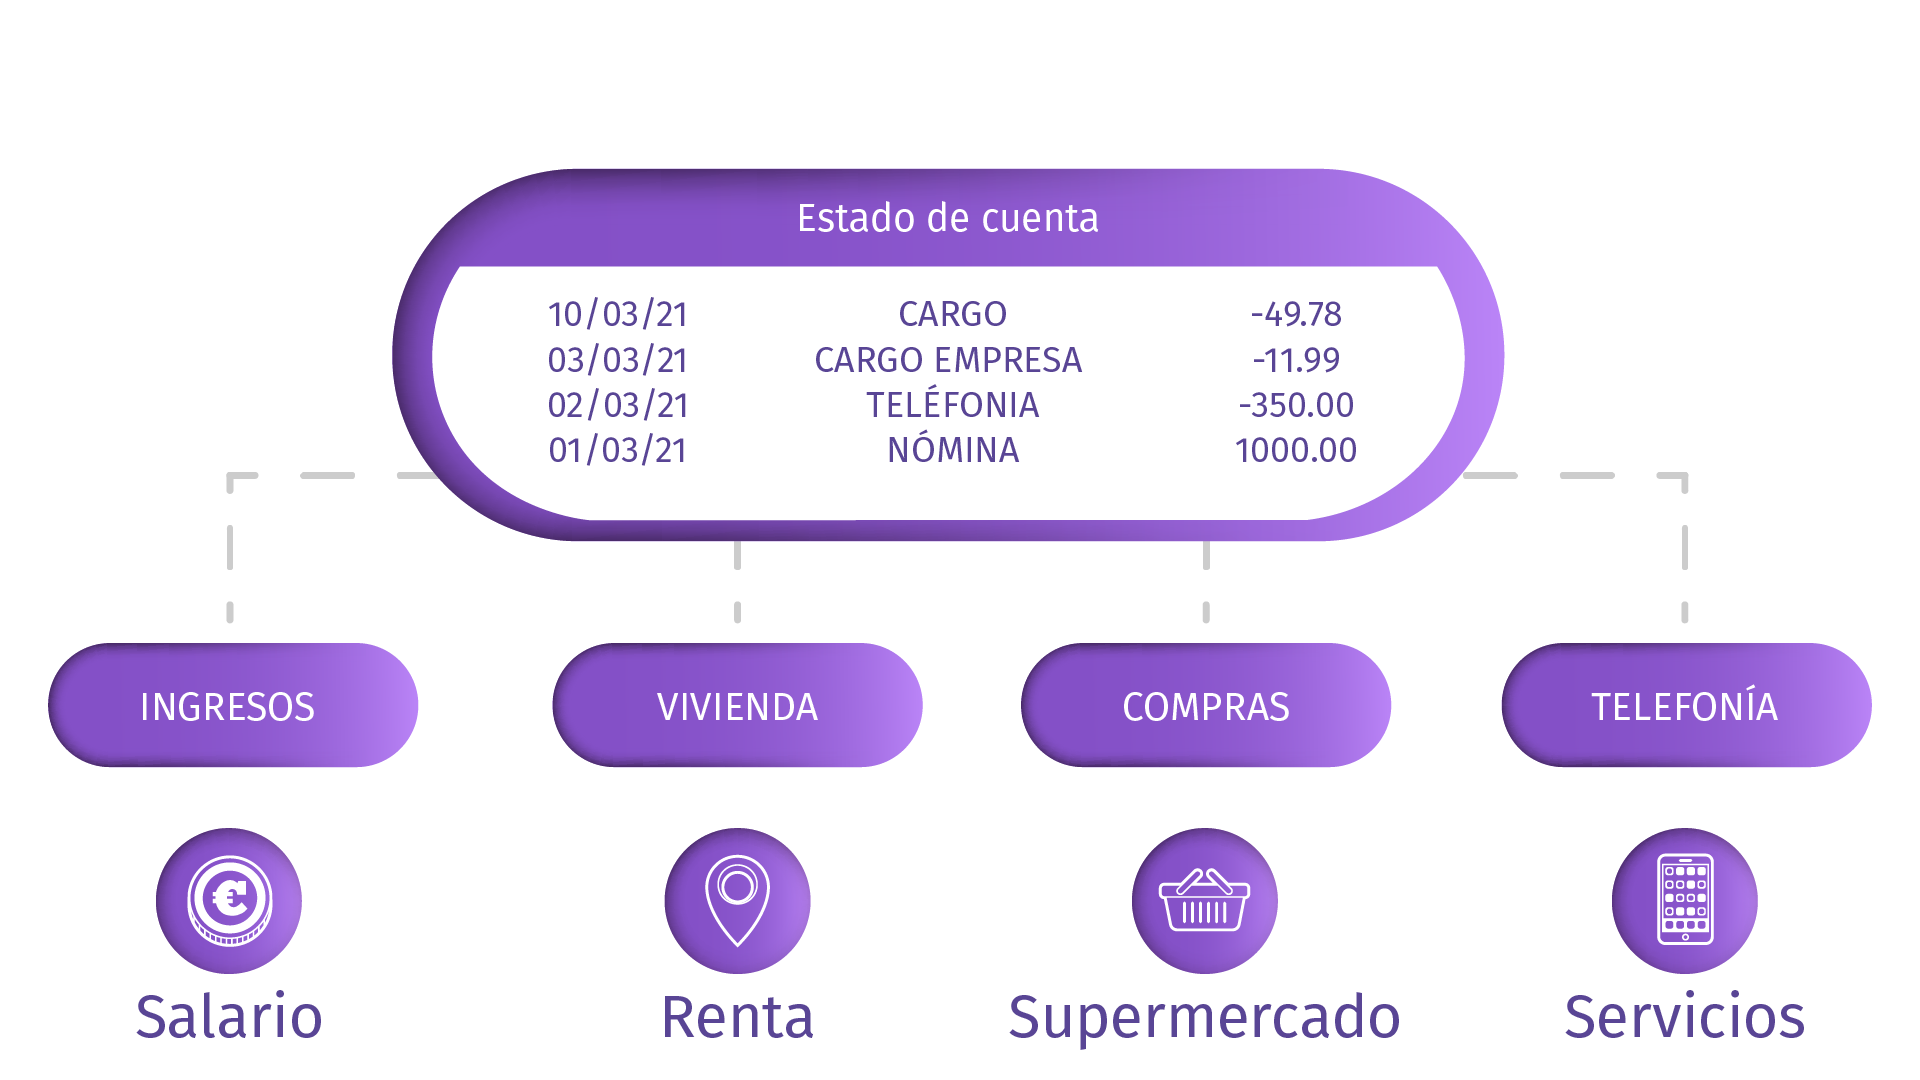 Estado de cuenta
10/03/21 CARGO -49.78
03/03/21 CARGO EMPRESA -11.99
02/03/21 TELÉFONIA -350.00
01/03/21 NÓMINA 1000.00
INGRESOS VIVIENDA COMPRAS TELEFONÍA
Salario Renta Supermercado Servicios